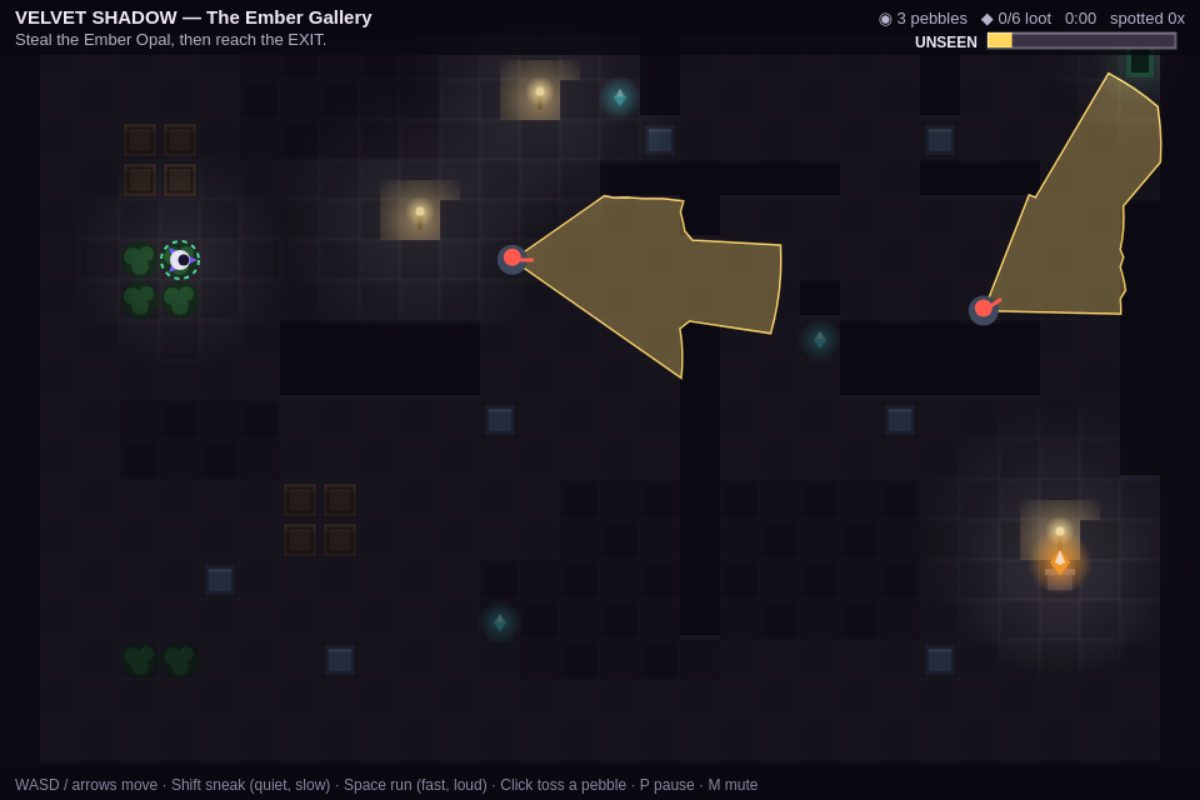 VELVET SHADOW — The Ember Gallery
◉ 3 pebbles ◆ 0/6 loot 0:00 spotted 0x
Steal the Ember Opal, then reach the EXIT.
UNSEEN
WASD / arrows move · Shift sneak (quiet, slow) · Space run (fast, loud) · Click toss a pebble · P pause · M mute